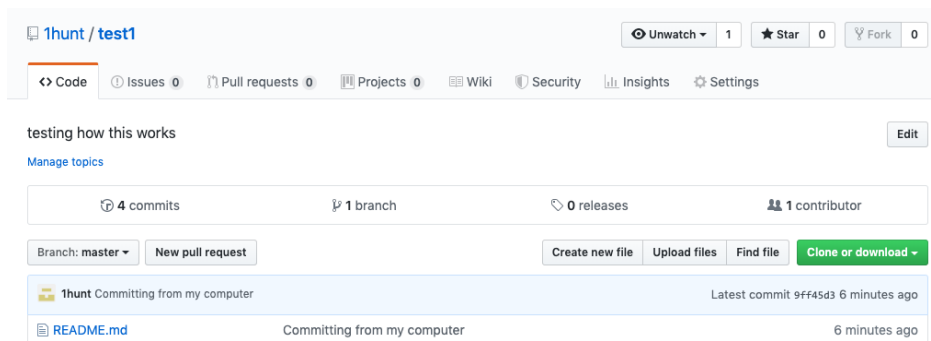 1hunt / test1 Unwatch 1 Star 0 Fork 0
Code Issues 0 Pull requests 0 Projects 0 Wiki Security Insights Settings
testing how this works Edit
Manage topics
4 commits 1 branch 0 releases 1 contributor
Branch: master New pull request Create new file Upload files Find file Clone or download
1hunt Committing from my computer Latest commit 9ff45d3 6 minutes ago
README.md Committing from my computer 6 minutes ago